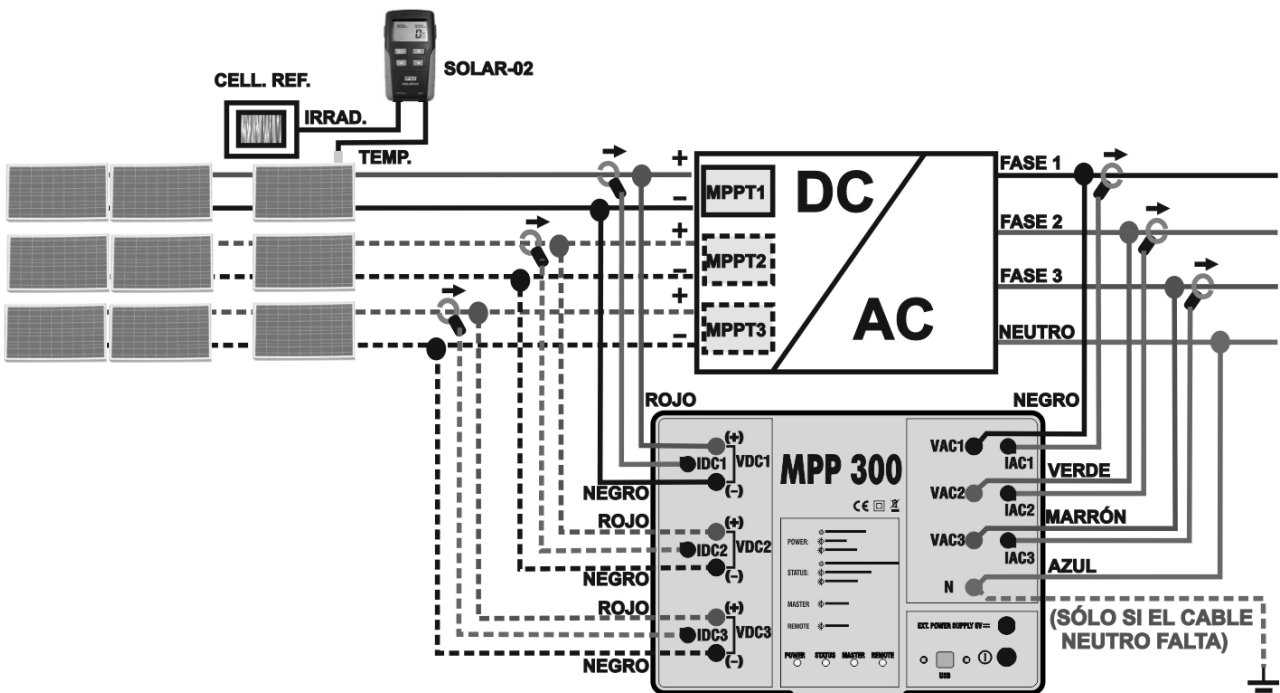 SOLAR-02
CELL. REF.
IRRAD.
TEMP.
+
MPPT1
-
+
MPPT2
-
+
MPPT3
-
DC
AC
FASE 1
FASE 2
FASE 3
NEUTRO
ROJO
NEGRO
(+)
IDC1
VDC1
(-)
NEGRO
ROJO
(+)
IDC2
VDC2
(-)
NEGRO
ROJO
(+)
IDC3
VDC3
(-)
NEGRO
MPP 300
CE
POWER:
STATUS:
MASTER
REMOTE
POWER
STATUS
MASTER
REMOTE
VAC1
IAC1
VERDE
VAC2
IAC2
MARRÓN
VAC3
IAC3
AZUL
N
(SÓLO SI EL CABLE
NEUTRO FALTA)
EXT. POWER SUPPLY 5V
USB